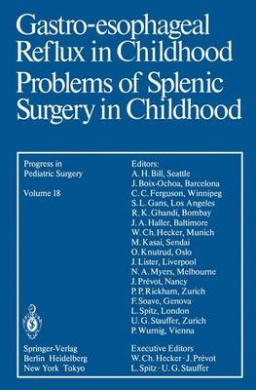 Gastro-esophageal
Reflux in Childhood
Problems of Splenic
Surgery in Childhood
Progress in
Pediatric Surgery
Volume 18
Editors:
A. H. Bill, Seattle
J. Boix-Ochoa, Barcelona
C. C. Ferguson, Winnipeg
S. L. Gans, Los Angeles
R. K. Ghandi, Bombay
J. A. Haller, Baltimore
W. Ch. Hecker, Munich
M. Kasai, Sendai
O. Knutrud, Oslo
J. Lister, Liverpool
N. A. Myers, Melbourne
J. Prévot, Nancy
P. P. Rickham, Zurich
F. Soave, Genova
L. Spitz, London
U. G. Stauffer, Zurich
P. Wurnig, Vienna
Springer-Verlag
Berlin Heidelberg
New York Tokyo
Executive Editors
W. Ch. Hecker · J. Prévot
L. Spitz · U. G. Stauffer